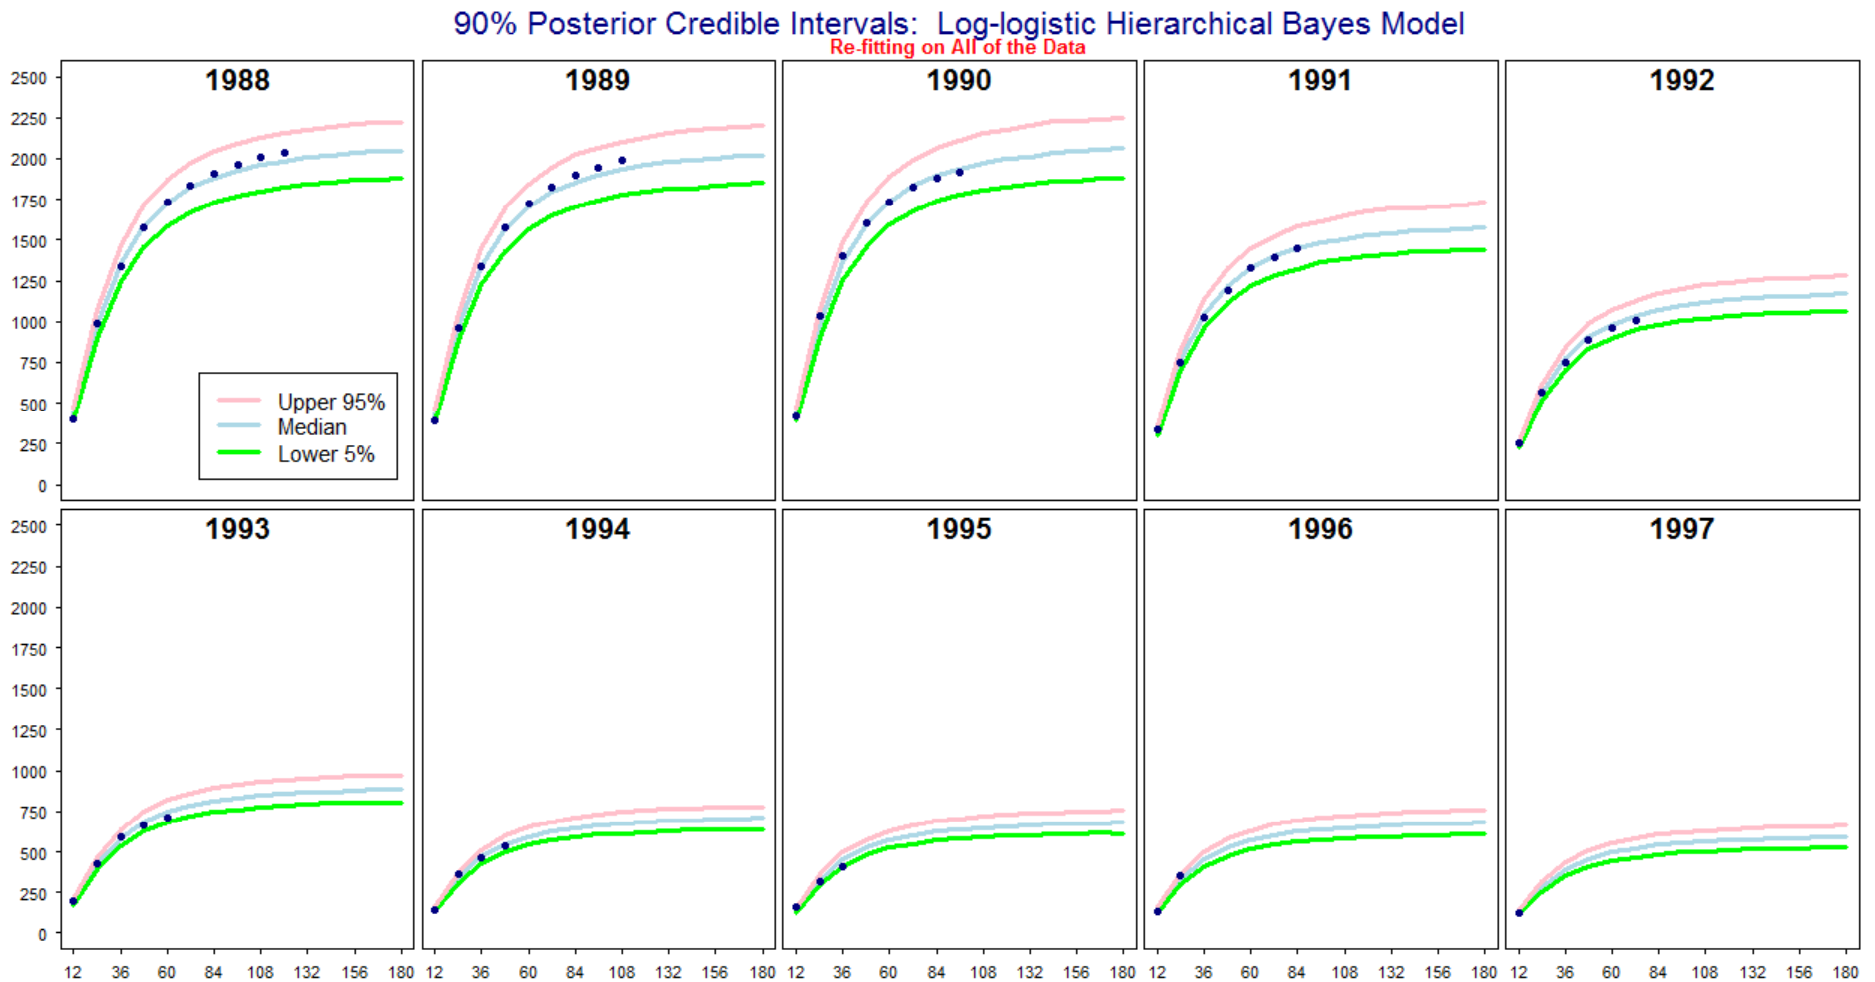 90% Posterior Credible Intervals:  Log-logistic Hierarchical Bayes Model
Re-fitting on All of the Data
1988 1989 1990 1991 1992
2500
2250
2000
1750
1500
1250
1000
750
500
250
0
Upper 95%
Median
Lower 5%
1993 1994 1995 1996 1997
2500
2250
2000
1750
1500
1250
1000
750
500
250
0
12 36 60 84 108 132 156 180 12 36 60 84 108 132 156 180 12 36 60 84 108 132 156 180 12 36 60 84 108 132 156 180 12 36 60 84 108 132 156 180